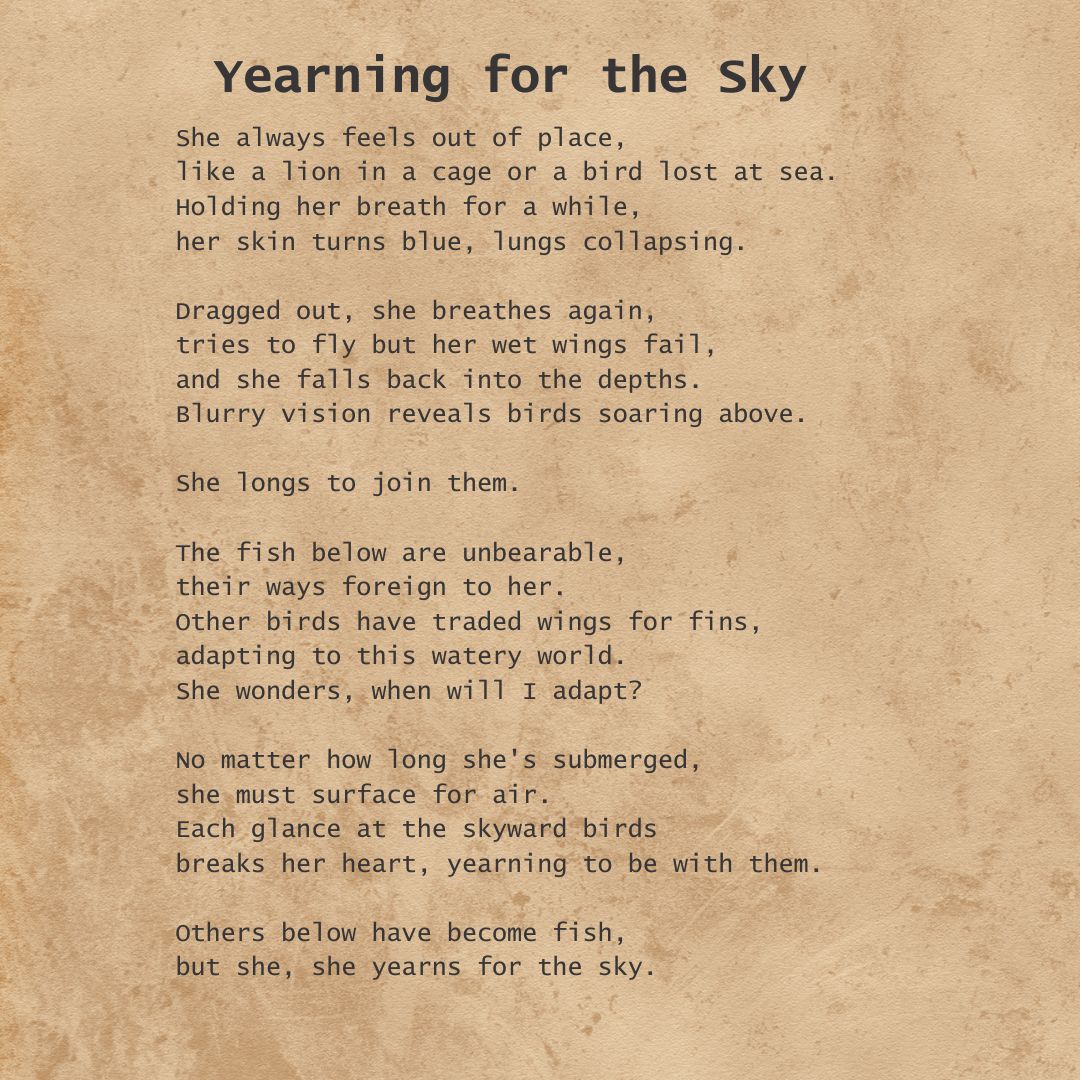 Yearning for the Sky
She always feels out of place,
like a lion in a cage or a bird lost at sea.
Holding her breath for a while,
her skin turns blue, lungs collapsing.
Dragged out, she breathes again,
tries to fly but her wet wings fail,
and she falls back into the depths.
Blurry vision reveals birds soaring above.
She longs to join them.
The fish below are unbearable,
their ways foreign to her.
Other birds have traded wings for fins,
adapting to this watery world.
She wonders, when will I adapt?
No matter how long she's submerged,
she must surface for air.
Each glance at the skyward birds
breaks her heart, yearning to be with them.
Others below have become fish,
but she, she yearns for the sky.